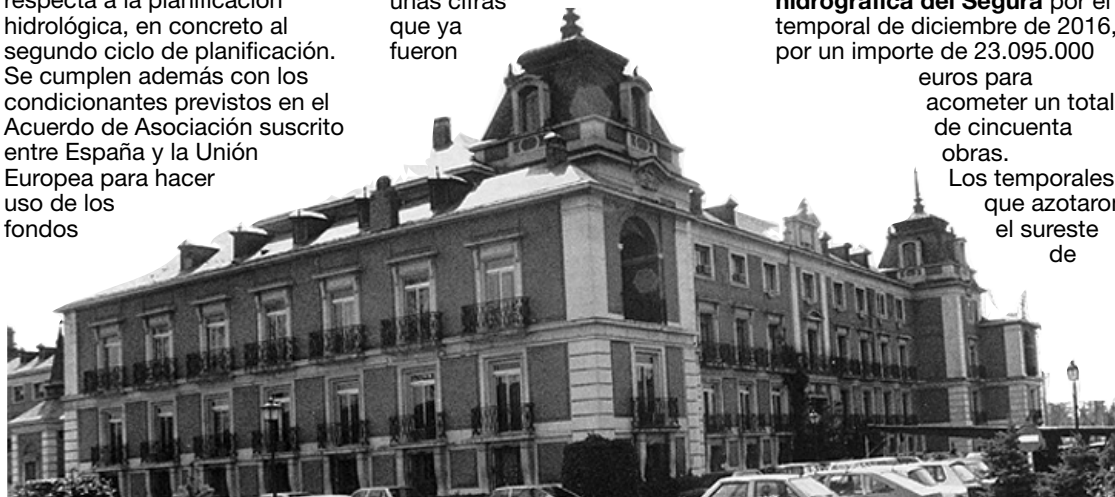 respecta a la planificación
hidrológica, en concreto al
segundo ciclo de planificación.
Se cumplen además con los
condicionantes previstos en el
Acuerdo de Asociación suscrito
entre España y la Unión
Europea para hacer
uso de los
fondos
unas cifras
que ya
fueron
hidrográfica del Segura por el
temporal de diciembre de 2016,
por un importe de 23.095.000
euros para
acometer un total
de cincuenta
obras.
Los temporales
que azotaron
el sureste
de